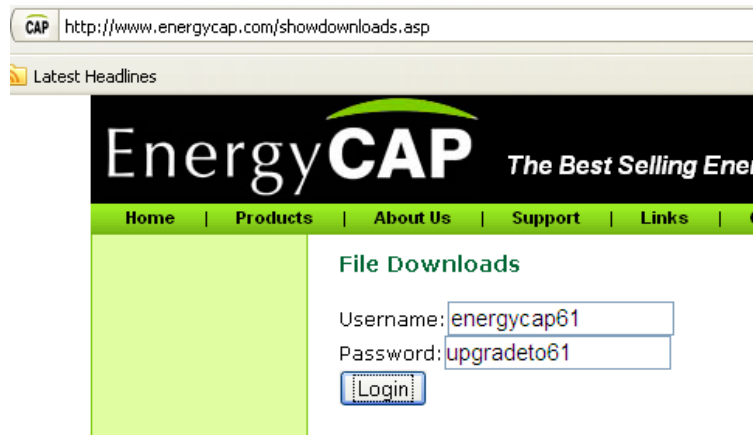 CAP http://www.energycap.com/showdownloads.asp
Latest Headlines
EnergyCAP The Best Selling
Home | Products | About Us | Support | Links |
File Downloads
Username: energycap61
Password: upgradeto61
Login